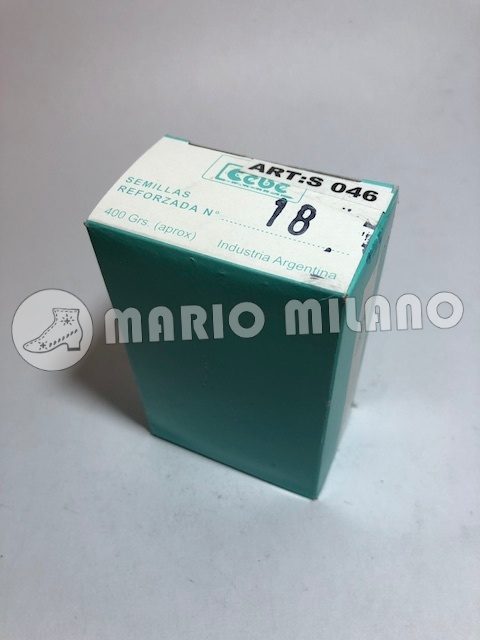 ART:S 046
SEMILLAS
REFORZADA N° 18
400 Grs. (aprox) Industria Argentina
MARIO MILANO